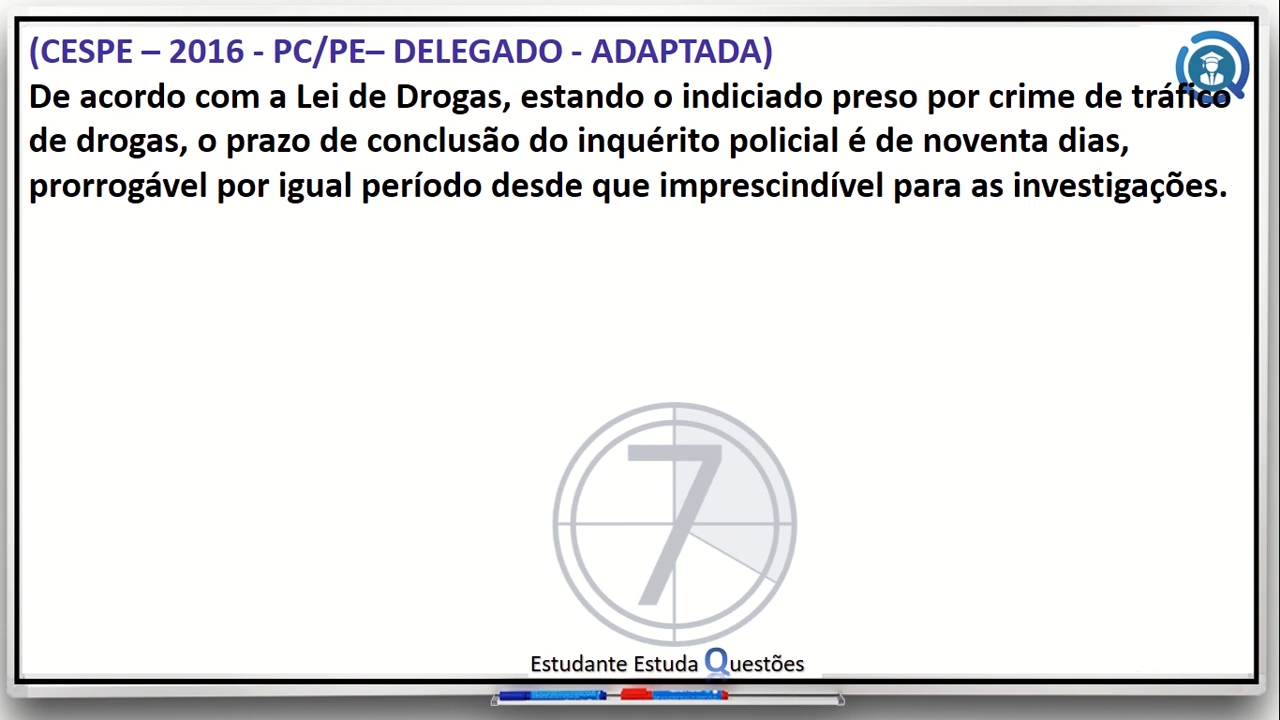 (CESPE – 2016 - PC/PE– DELEGADO - ADAPTADA)
De acordo com a Lei de Drogas, estando o indiciado preso por crime de tráfico
de drogas, o prazo de conclusão do inquérito policial é de noventa dias,
prorrogável por igual período desde que imprescindível para as investigações.
7
Estudante Estuda Questões